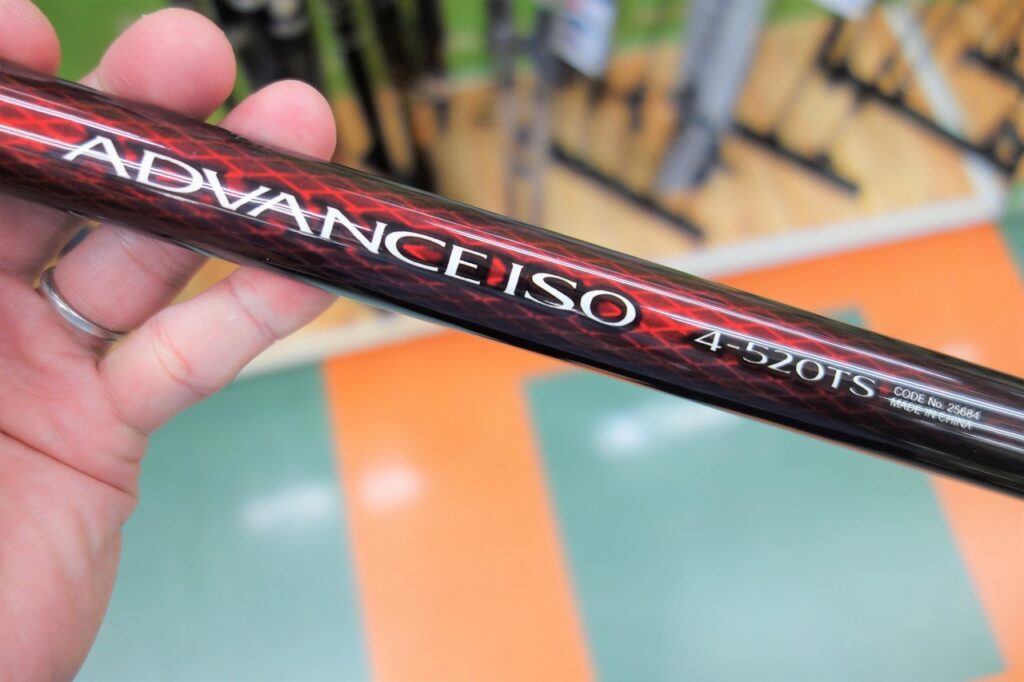 ADVANCE ISO 4-520TS
CODE No. 25684
MADE IN CHINA